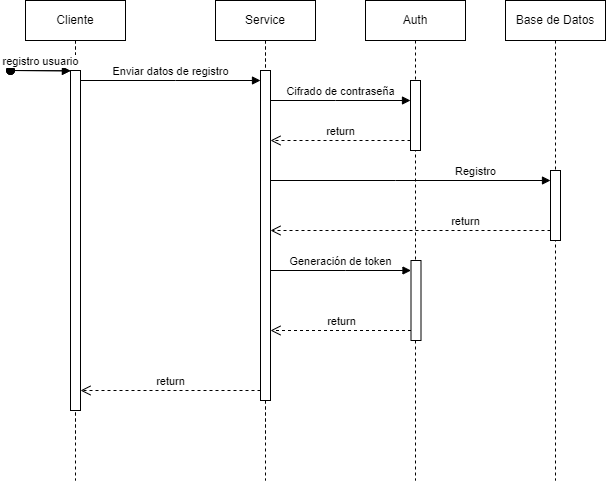 Cliente
Service
Auth
Base de Datos
registro usuario
Enviar datos de registro
Cifrado de contraseña
return
Registro
return
Generación de token
return
return